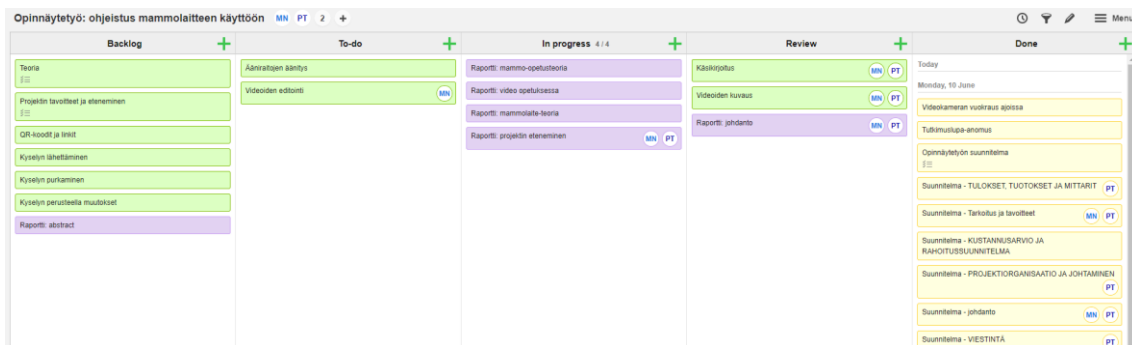 Opinnäytetyö: ohjeistus mammolaitteen käyttöön MN PT 2 +
Menu
Backlog
Teoria
Projektin tavoitteet ja eteneminen
QR-koodit ja linkit
Kyselyn lähettäminen
Kyselyn purkaminen
Kyselyn perusteella muutokset
Raportti: abstract
To-do
Ääniraitojen äänitys
Videoiden editointi MN
In progress 4 / 4
Raportti: mammo-opetusteoria
Raportti: video opetuksessa
Raportti: mammolaite-teoria
Raportti: projektin eteneminen MN PT
Review
Käsikirjoitus MN PT
Videoiden kuvaus MN PT
Raportti: johdanto MN PT
Done
Today
Monday, 10 June
Videokameran vuokraus ajoissa
Tutkimuslupa-anomus
Opinnäytetyön suunnitelma
Suunnitelma - TULOKSET, TUOTOKSET JA MITTARIT PT
Suunnitelma - Tarkoitus ja tavoitteet MN PT
Suunnitelma - KUSTANNUSARVIO JA
RAHOITUSSUUNNITELMA
Suunnitelma - PROJEKTIORGANISAATIO JA JOHTAMINEN
PT
Suunnitelma - johdanto MN PT
Suunnitelma - VIESTINTÄ PT